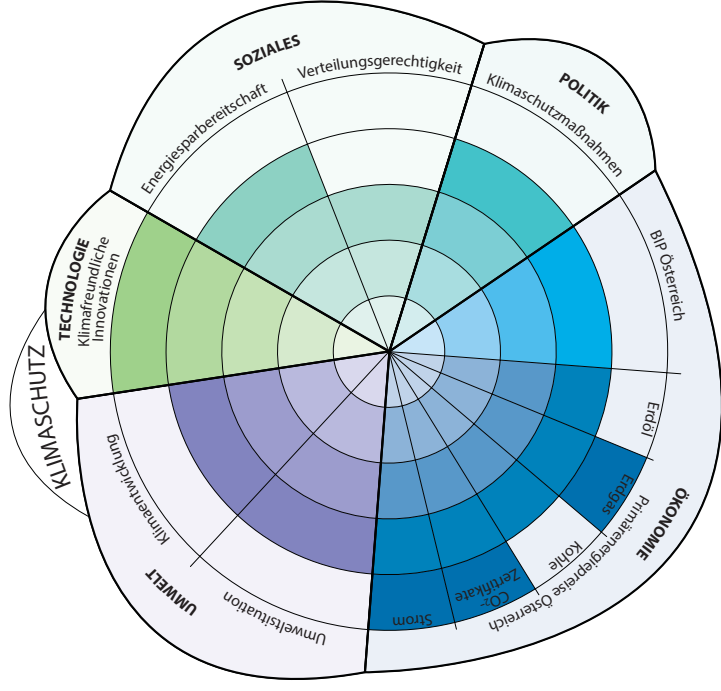 SOZIALES
Verteilungsgerechtigkeit
Energiesparbereitschaft
POLITIK
Klimaschutzmaßnahmen
BIP Österreich
ÖKONOMIE
Primärenergiepreise Österreich
Erdöl
Erdgas
Kohle
CO₂-
Zertifikate
Strom
UMWELT
Umweltsituation
Klimaentwicklung
TECHNOLOGIE
Klimafreundliche
Innovationen
KLIMASCHUTZ